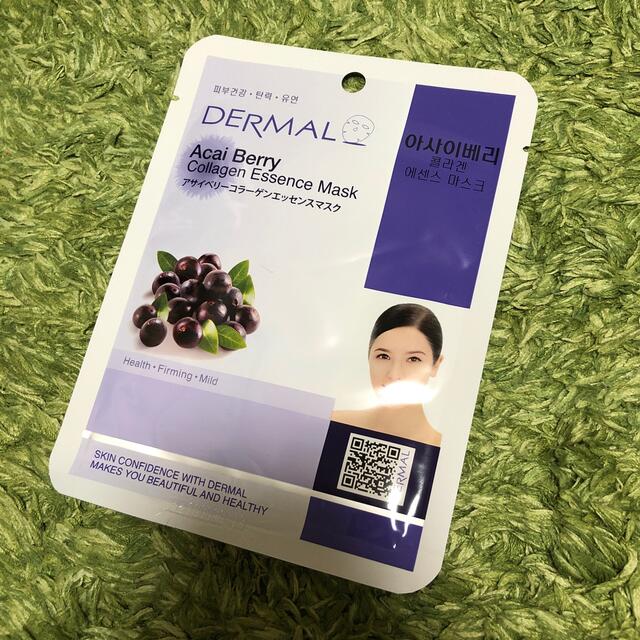 피부건강 • 탄력 • 유연
DERMAL
Acai Berry
Collagen Essence Mask
アサイベリーコラーゲンエッセンスマスク
아사이베리
콜라겐
에센스 마스크
Health • Firming • Mild
DERMAL
SKIN CONFIDENCE WITH DERMAL
MAKES YOU BEAUTIFUL AND HEALTHY